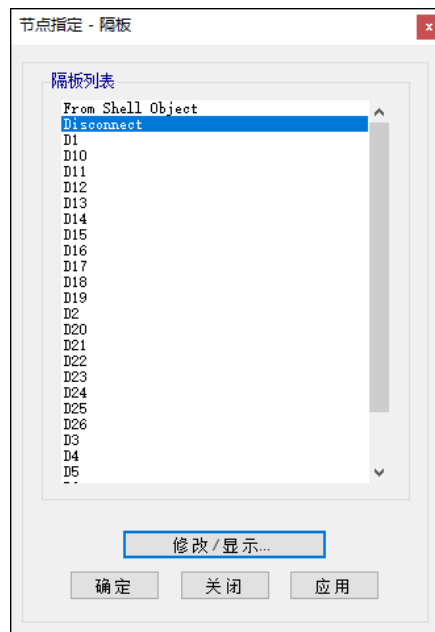 节点指定 - 隔板
x
隔板列表
From Shell Object
Disconnect
D1
D10
D11
D12
D13
D14
D15
D16
D17
D18
D19
D2
D20
D21
D22
D23
D24
D25
D26
D3
D4
D5
修改/显示...
确定 关闭 应用